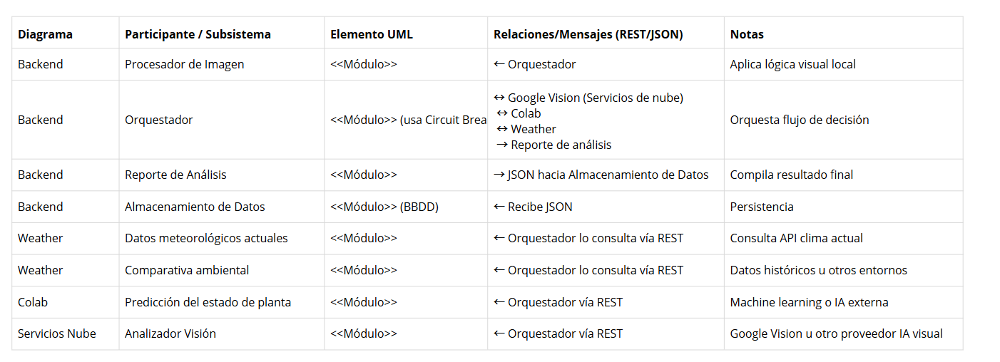 Diagrama Participante / Subsistema Elemento UML Relaciones/Mensajes (REST/JSON) Notas
Backend Procesador de Imagen <<Módulo>> ← Orquestador Aplica lógica visual local
Backend Orquestador <<Módulo>> (usa Circuit Brea ↔ Google Vision (Servicios de nube)
↔ Colab
↔ Weather
→ Reporte de análisis
Orquesta flujo de decisión
Backend Reporte de Análisis <<Módulo>> → JSON hacia Almacenamiento de Datos Compila resultado final
Backend Almacenamiento de Datos <<Módulo>> (BBDD) ← Recibe JSON Persistencia
Weather Datos meteorológicos actuales <<Módulo>> ← Orquestador lo consulta vía REST Consulta API clima actual
Weather Comparativa ambiental <<Módulo>> ← Orquestador lo consulta vía REST Datos históricos u otros entornos
Colab Predicción del estado de planta <<Módulo>> ← Orquestador vía REST Machine learning o IA externa
Servicios Nube Analizador Visión <<Módulo>> ← Orquestador vía REST Google Vision u otro proveedor IA visual